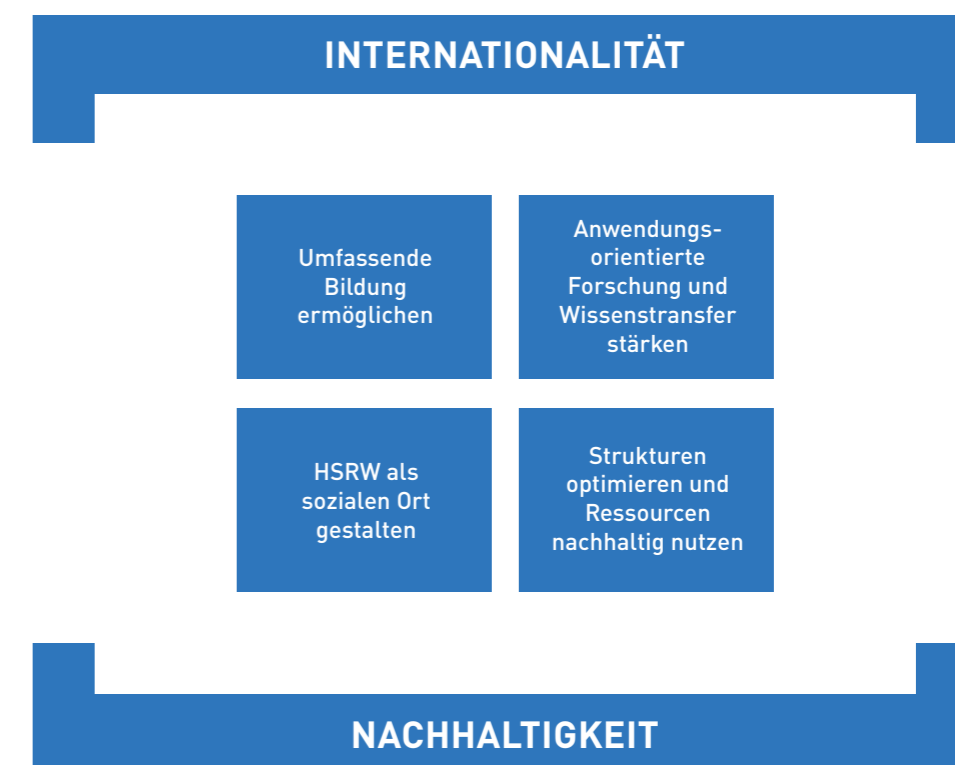 INTERNATIONALITÄT
Umfassende
Bildung
ermöglichen
Anwendungs-
orientierte
Forschung und
Wissenstransfer
stärken
HSRW als
sozialen Ort
gestalten
Strukturen
optimieren und
Ressourcen
nachhaltig nutzen
NACHHALTIGKEIT